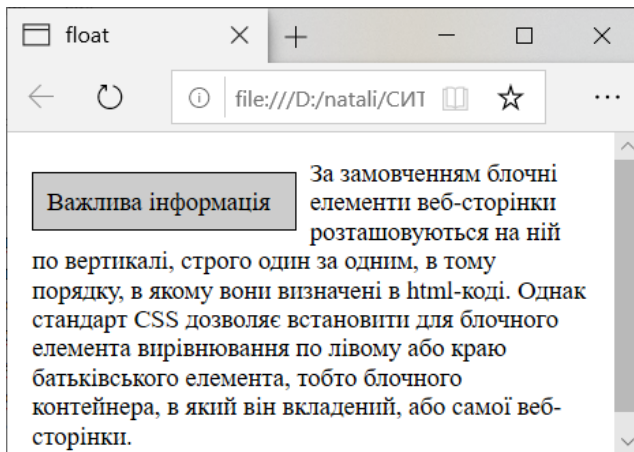 float
file:///D:/natali/СИТ
Важлива інформація
За замовченням блочні
елементи веб-сторінки
розташовуються на ній
по вертикалі, строго один за одним, в тому
порядку, в якому вони визначені в html-коді. Однак
стандарт CSS дозволяє встановити для блочного
елемента вирівнювання по лівому або краю
батьківського елемента, тобто блочного
контейнера, в який він вкладений, або самої веб-
сторінки.